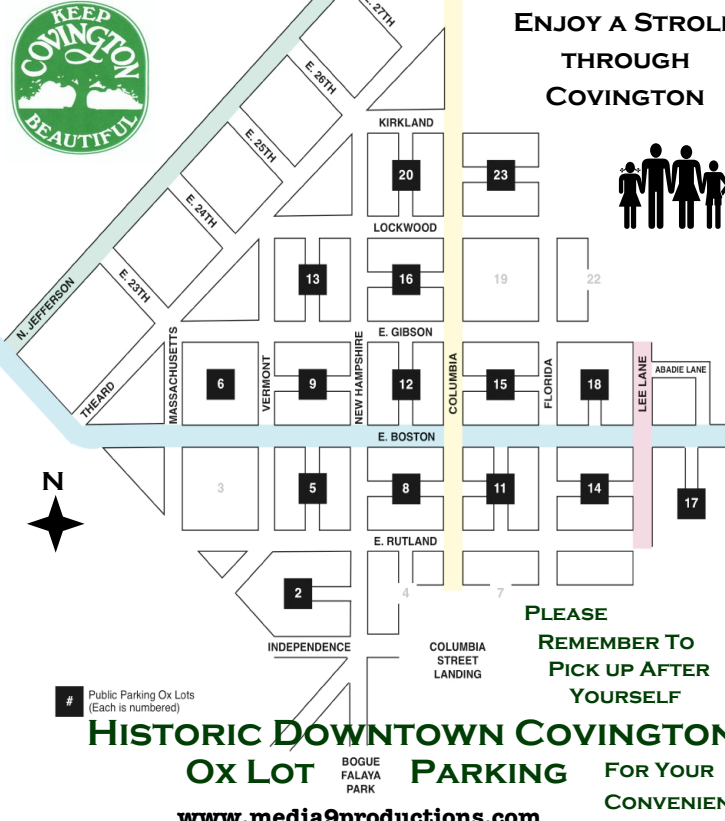 KEEP
COVINGTON
BEAUTIFUL
ENJOY A STROLL
THROUGH
COVINGTON
E. 27TH
E. 26TH
E. 25TH
E. 24TH
E. 23TH
N. JEFFERSON
THEARD
KIRKLAND
20
23
LOCKWOOD
13
16
19
22
E. GIBSON
MASSACHUSETTS
VERMONT
NEW HAMPSHIRE
COLUMBIA
FLORIDA
LEE LANE
ABADIE LANE
6
9
12
15
18
E. BOSTON
N
3
5
8
11
14
17
E. RUTLAND
2
4
7
INDEPENDENCE
COLUMBIA
STREET
LANDING
PLEASE
REMEMBER TO
PICK UP AFTER
YOURSELF
#
Public Parking Ox Lots
(Each is numbered)
HISTORIC DOWNTOWN COVINGTON
OX LOT
BOGUE
FALAYA
PARK
PARKING
FOR YOUR
CONVENIEN
www.media9productions.com